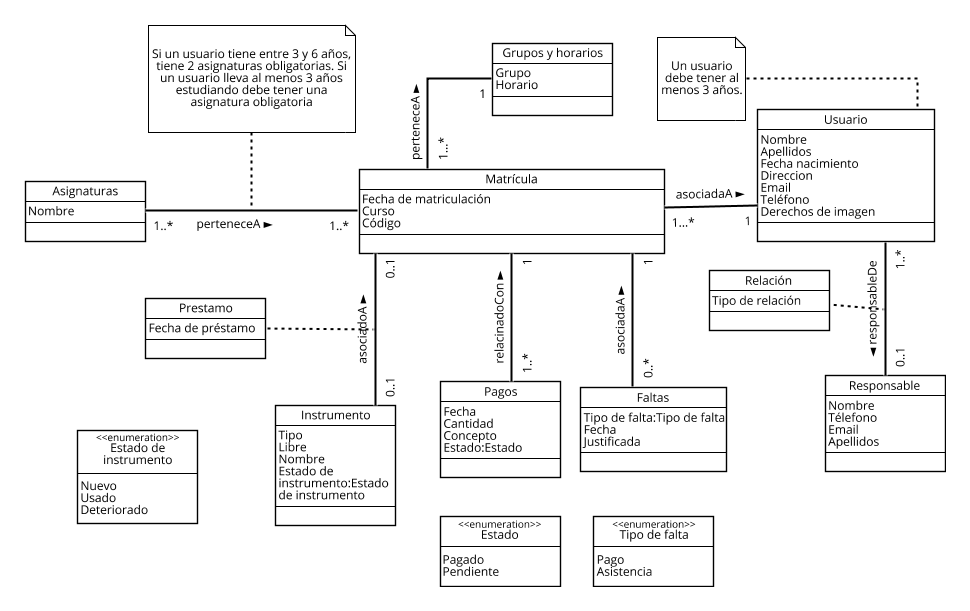 Si un usuario tiene entre 3 y 6 años,
tiene 2 asignaturas obligatorias. Si
un usuario lleva al menos 3 años
estudiando debe tener una
asignatura obligatoria
Grupos y horarios
Grupo
Horario
Un usuario
debe tener al
menos 3 años.
perteneceA ►
1
1...*
Usuario
Nombre
Apellidos
Fecha nacimiento
Direccion
Email
Teléfono
Derechos de imagen
Matrícula
Fecha de matriculación
Curso
Código
Asignaturas
Nombre
1..*
perteneceA ►
1..*
asociadaA ►
1...*
1
0..1
1
1
1..*
Prestamo
Fecha de préstamo
asociadoA ►
relacinadoCon ►
asociadaA ►
Relación
Tipo de relación
◄ responsableDe
0..1
1..*
0..*
0..1
Instrumento
Tipo
Libre
Nombre
Estado de
instrumento:Estado
de instrumento
Pagos
Fecha
Cantidad
Concepto
Estado:Estado
Faltas
Tipo de falta:Tipo de falta
Fecha
Justificada
Responsable
Nombre
Télefono
Email
Apellidos
<<enumeration>>
Estado de
instrumento
Nuevo
Usado
Deteriorado
<<enumeration>>
Estado
Pagado
Pendiente
<<enumeration>>
Tipo de falta
Pago
Asistencia